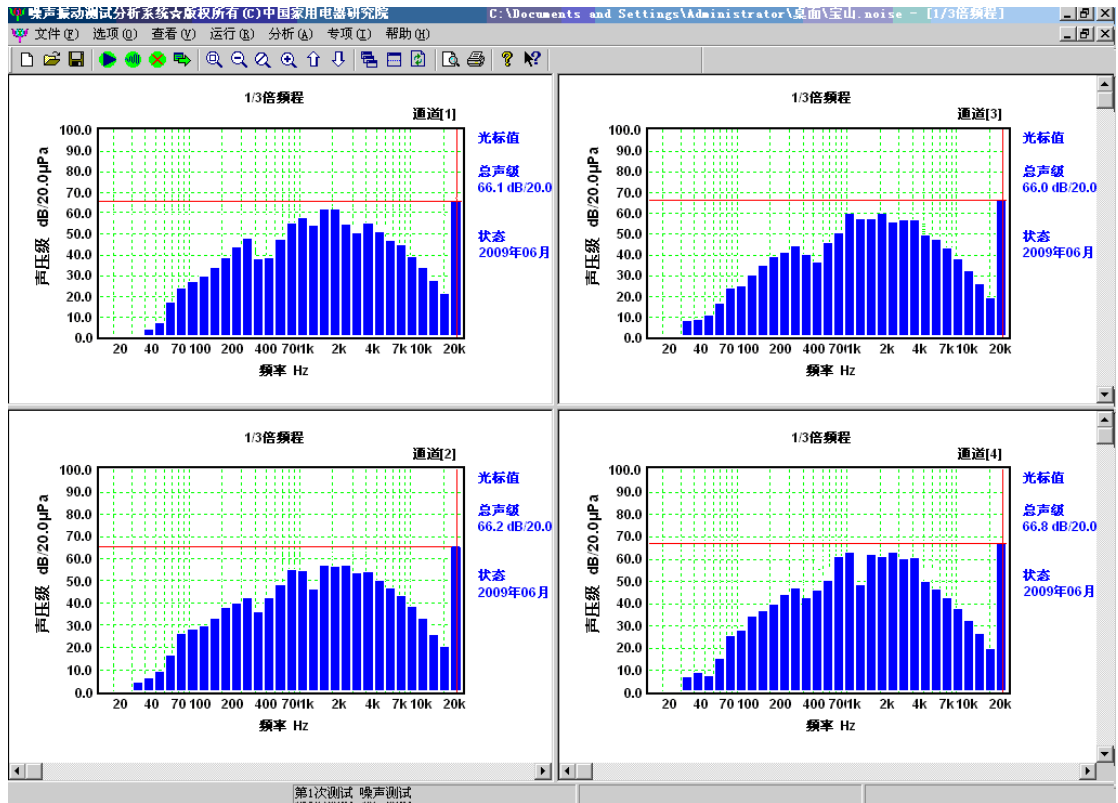 噪声振动测试分析系统☆版权所有(C)中国家用电器研究院 C:\Documents and Settings\Administrator\桌面\宝山.noise - [1/3倍频程]
文件(F) 选项(O) 查看(V) 运行(R) 分析(A) 专项(I) 帮助(H)
1/3倍频程
通道[1]
声压级 dB/20.0μPa
100.0
90.0
80.0
70.0
60.0
50.0
40.0
30.0
20.0
10.0
0.0
20 40 70 100 200 400 700 1k 2k 4k 7k 10k 20k
频率 Hz
光标值
总声级
66.1 dB/20.0
状态
2009年06月
1/3倍频程
通道[3]
声压级 dB/20.0μPa
100.0
90.0
80.0
70.0
60.0
50.0
40.0
30.0
20.0
10.0
0.0
20 40 70 100 200 400 700 1k 2k 4k 7k 10k 20k
频率 Hz
光标值
总声级
66.0 dB/20.0
状态
2009年06月
1/3倍频程
通道[2]
声压级 dB/20.0μPa
100.0
90.0
80.0
70.0
60.0
50.0
40.0
30.0
20.0
10.0
0.0
20 40 70 100 200 400 700 1k 2k 4k 7k 10k 20k
频率 Hz
光标值
总声级
66.2 dB/20.0
状态
2009年06月
1/3倍频程
通道[4]
声压级 dB/20.0μPa
100.0
90.0
80.0
70.0
60.0
50.0
40.0
30.0
20.0
10.0
0.0
20 40 70 100 200 400 700 1k 2k 4k 7k 10k 20k
频率 Hz
光标值
总声级
66.8 dB/20.0
状态
2009年06月
第1次测试 噪声测试